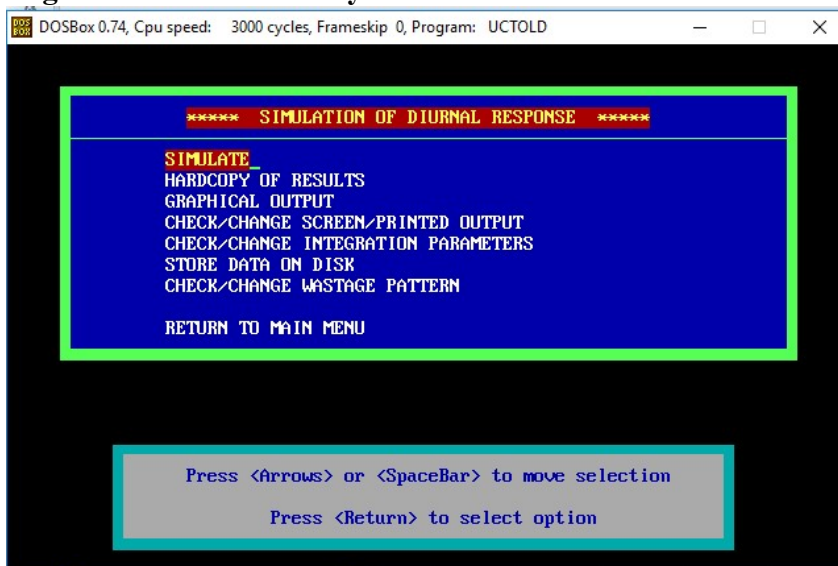 DOSBox 0.74, Cpu speed: 3000 cycles, Frameskip 0, Program: UCTOLD
***** SIMULATION OF DIURNAL RESPONSE *****
SIMULATE_
HARDCOPY OF RESULTS
GRAPHICAL OUTPUT
CHECK/CHANGE SCREEN/PRINTED OUTPUT
CHECK/CHANGE INTEGRATION PARAMETERS
STORE DATA ON DISK
CHECK/CHANGE WASTAGE PATTERN
RETURN TO MAIN MENU
Press <Arrows> or <SpaceBar> to move selection
Press <Return> to select option